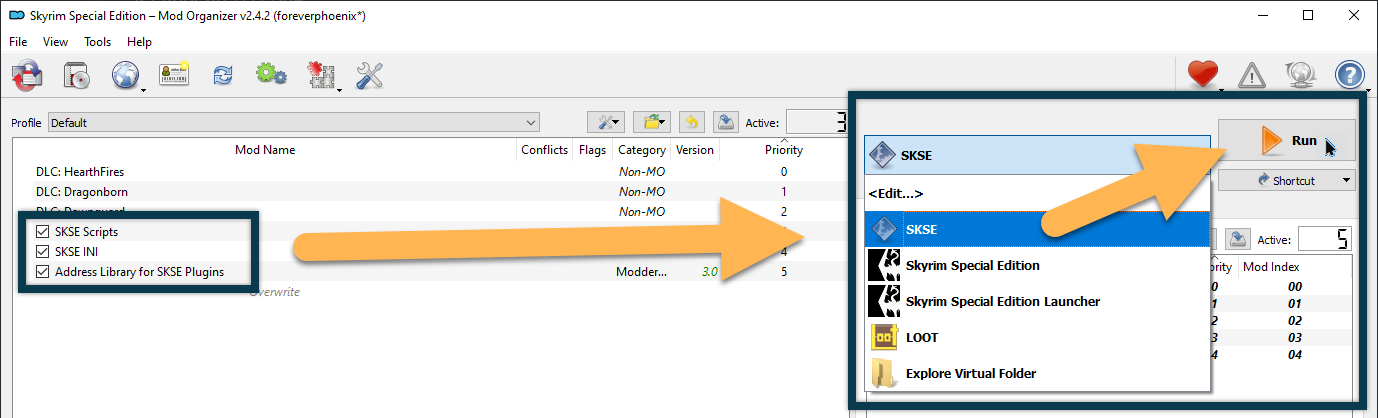 Skyrim Special Edition – Mod Organizer v2.4.2 (foreverphoenix*)
File View Tools Help
Profile Default Active: 3
Mod Name Conflicts Flags Category Version Priority
DLC: HearthFires Non-MO 0
DLC: Dragonborn Non-MO 1
DLC: Dawnguard Non-MO 2
SKSE Scripts
SKSE INI 4
Address Library for SKSE Plugins Modder... 3.0 5
Overwrite
SKSE
Run
<Edit...>
Shortcut
SKSE
Skyrim Special Edition
Skyrim Special Edition Launcher
LOOT
Explore Virtual Folder
Active: 5
ority Mod Index
0 00
1 01
2 02
3 03
4 04